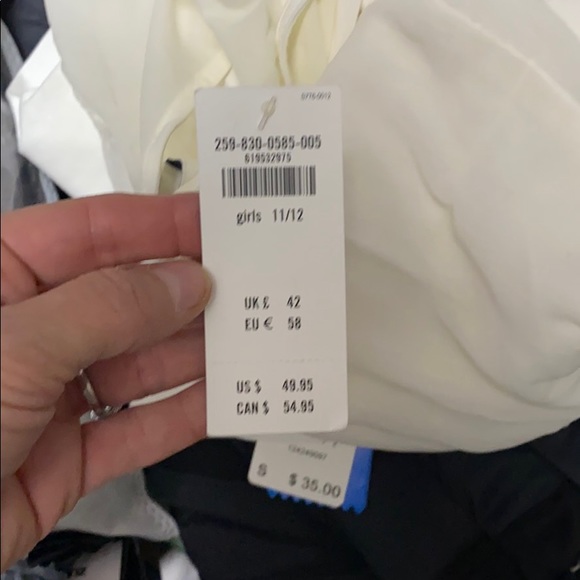 259-830-0585-005
619532975
girls 11/12
UK £ 42
EU € 58
US $ 49.95
CAN $ 54.95
S $35.00